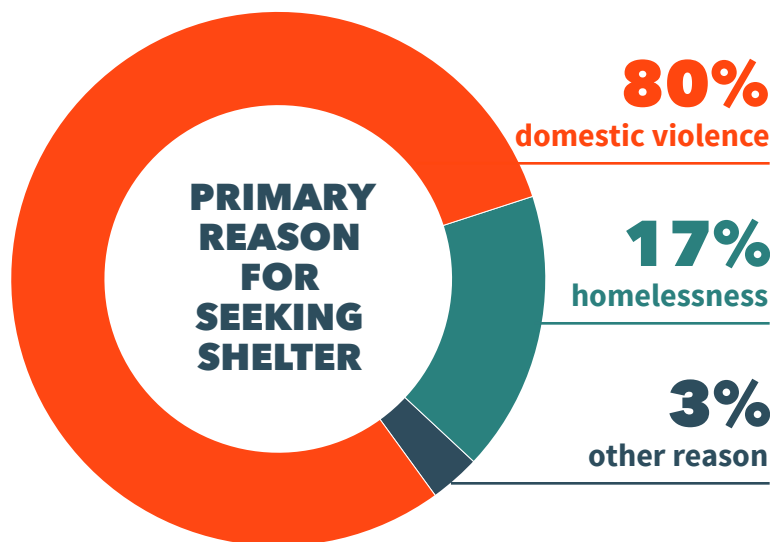 PRIMARY
REASON
FOR
SEEKING
SHELTER
80%
domestic violence
17%
homelessness
3%
other reason